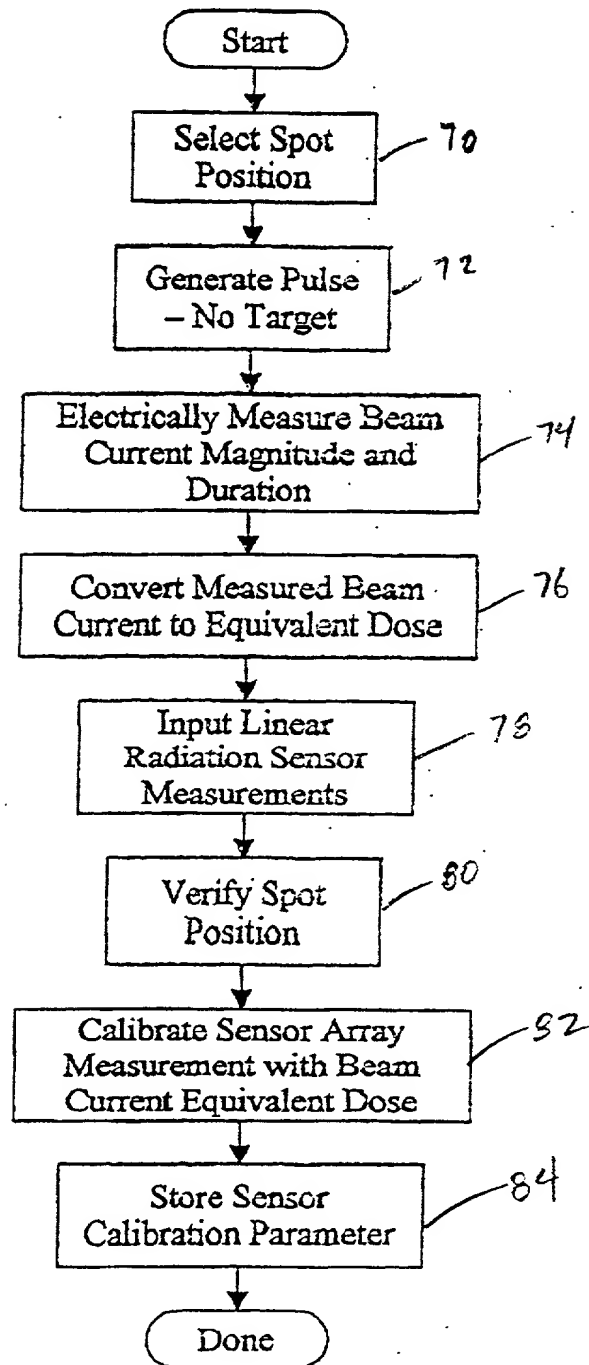 Start
Select Spot
Position
70
Generate Pulse
– No Target
72
Electrically Measure Beam
Current Magnitude and
Duration
74
Convert Measured Beam
Current to Equivalent Dose
76
Input Linear
Radiation Sensor
Measurements
78
Verify Spot
Position
80
Calibrate Sensor Array
Measurement with Beam
Current Equivalent Dose
82
Store Sensor
Calibration Parameter
84
Done